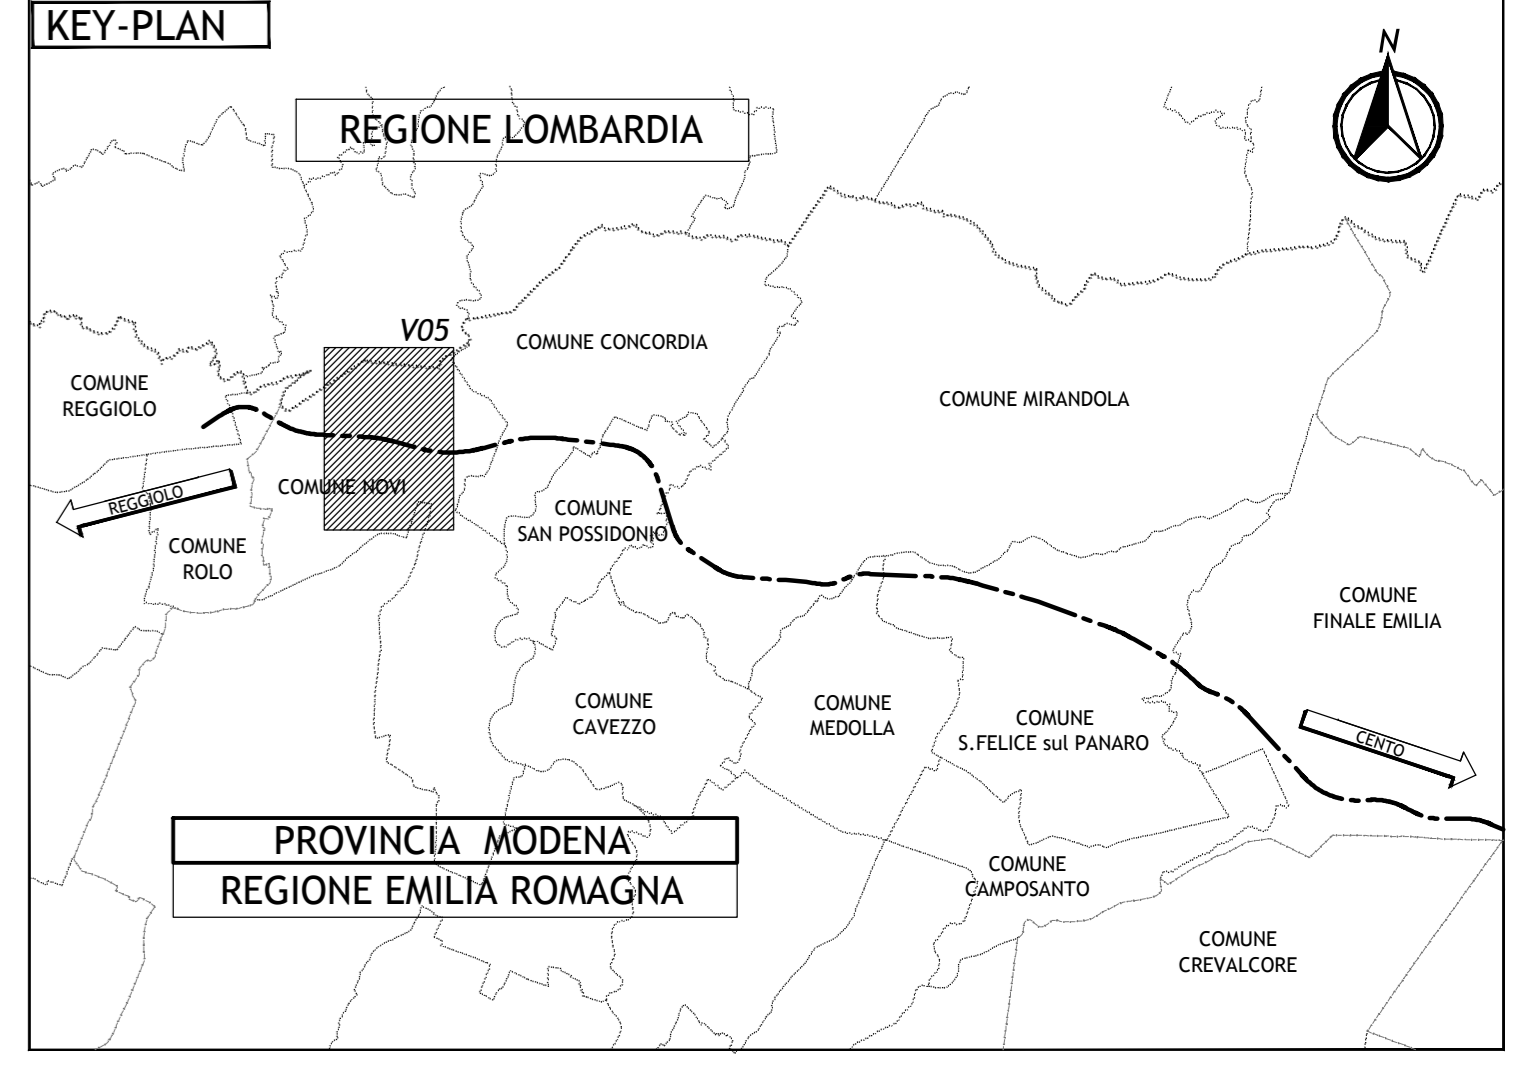 KEY-PLAN
N
REGIONE LOMBARDIA
V05
COMUNE CONCORDIA
COMUNE
REGGIOLO
COMUNE MIRANDOLA
REGGIOLO
COMUNE NOVI
COMUNE
SAN POSSIDONIO
COMUNE
ROLO
COMUNE
FINALE EMILIA
COMUNE
CAVEZZO
COMUNE
MEDOLLA
COMUNE
S.FELICE sul PANARO
CENTO
PROVINCIA MODENA
REGIONE EMILIA ROMAGNA
COMUNE
CAMPOSANTO
COMUNE
CREVALCORE